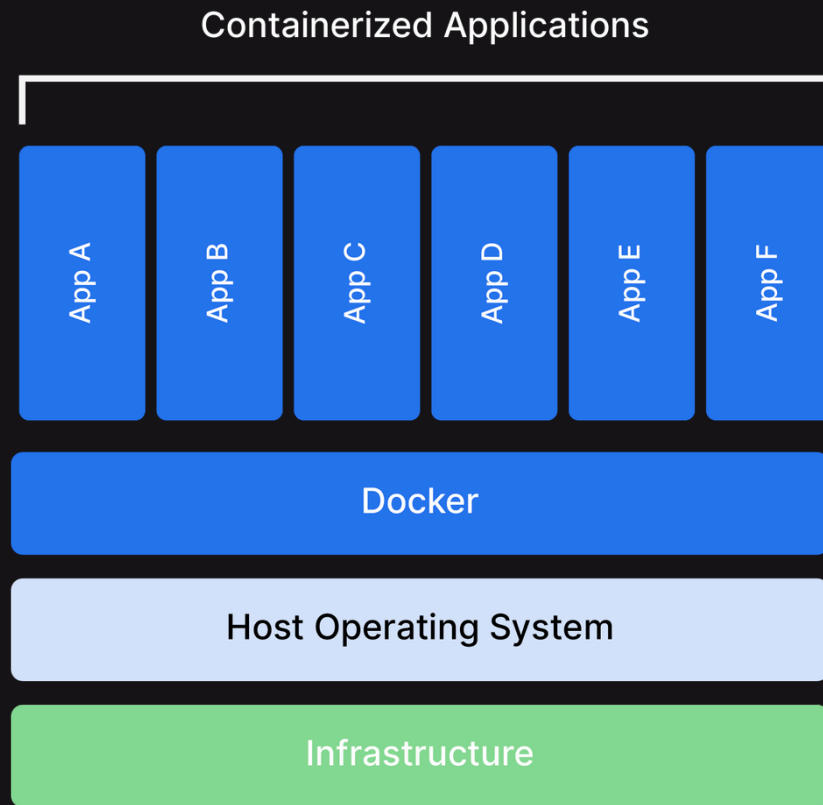 Containerized Applications
App A
App B
App C
App D
App E
App F
Docker
Host Operating System
Infrastructure